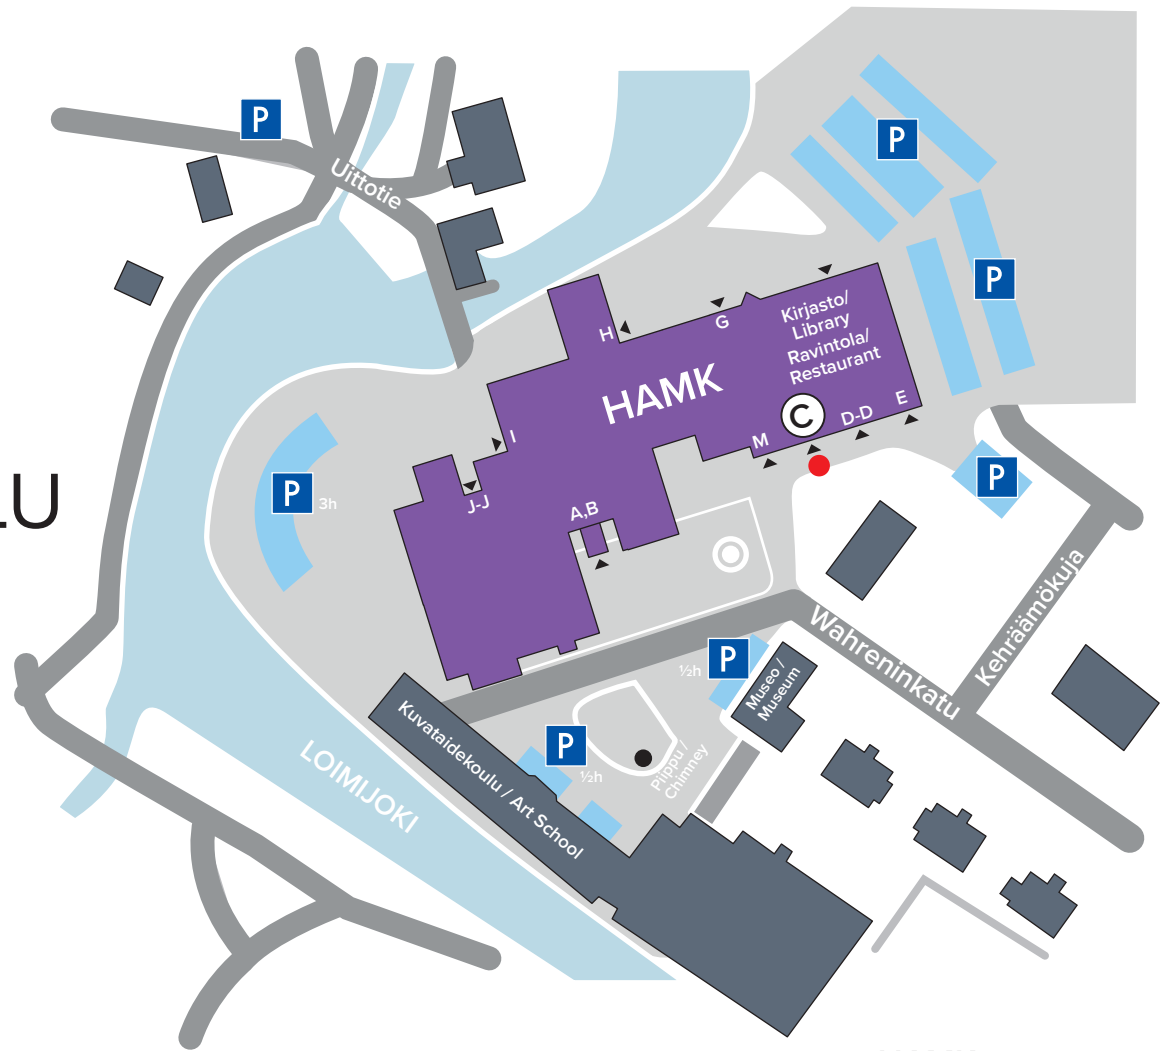 P
Uittotie
P
P
H
G
Kirjasto/
Library
Ravintola/
Restaurant
HAMK
C
M
D-D
E
I
J-J
A,B
P
3h
P
LU
Kehräämökuja
Wahreninkatu
½h
P
Museo /
Museum
P
½h
Piippu /
Chimney
Kuvataidekoulu / Art School
LOIMIJOKI